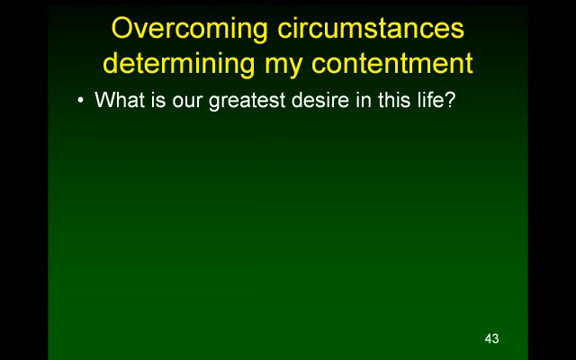 Overcoming circumstances
determining my contentment
• What is our greatest desire in this life?
43